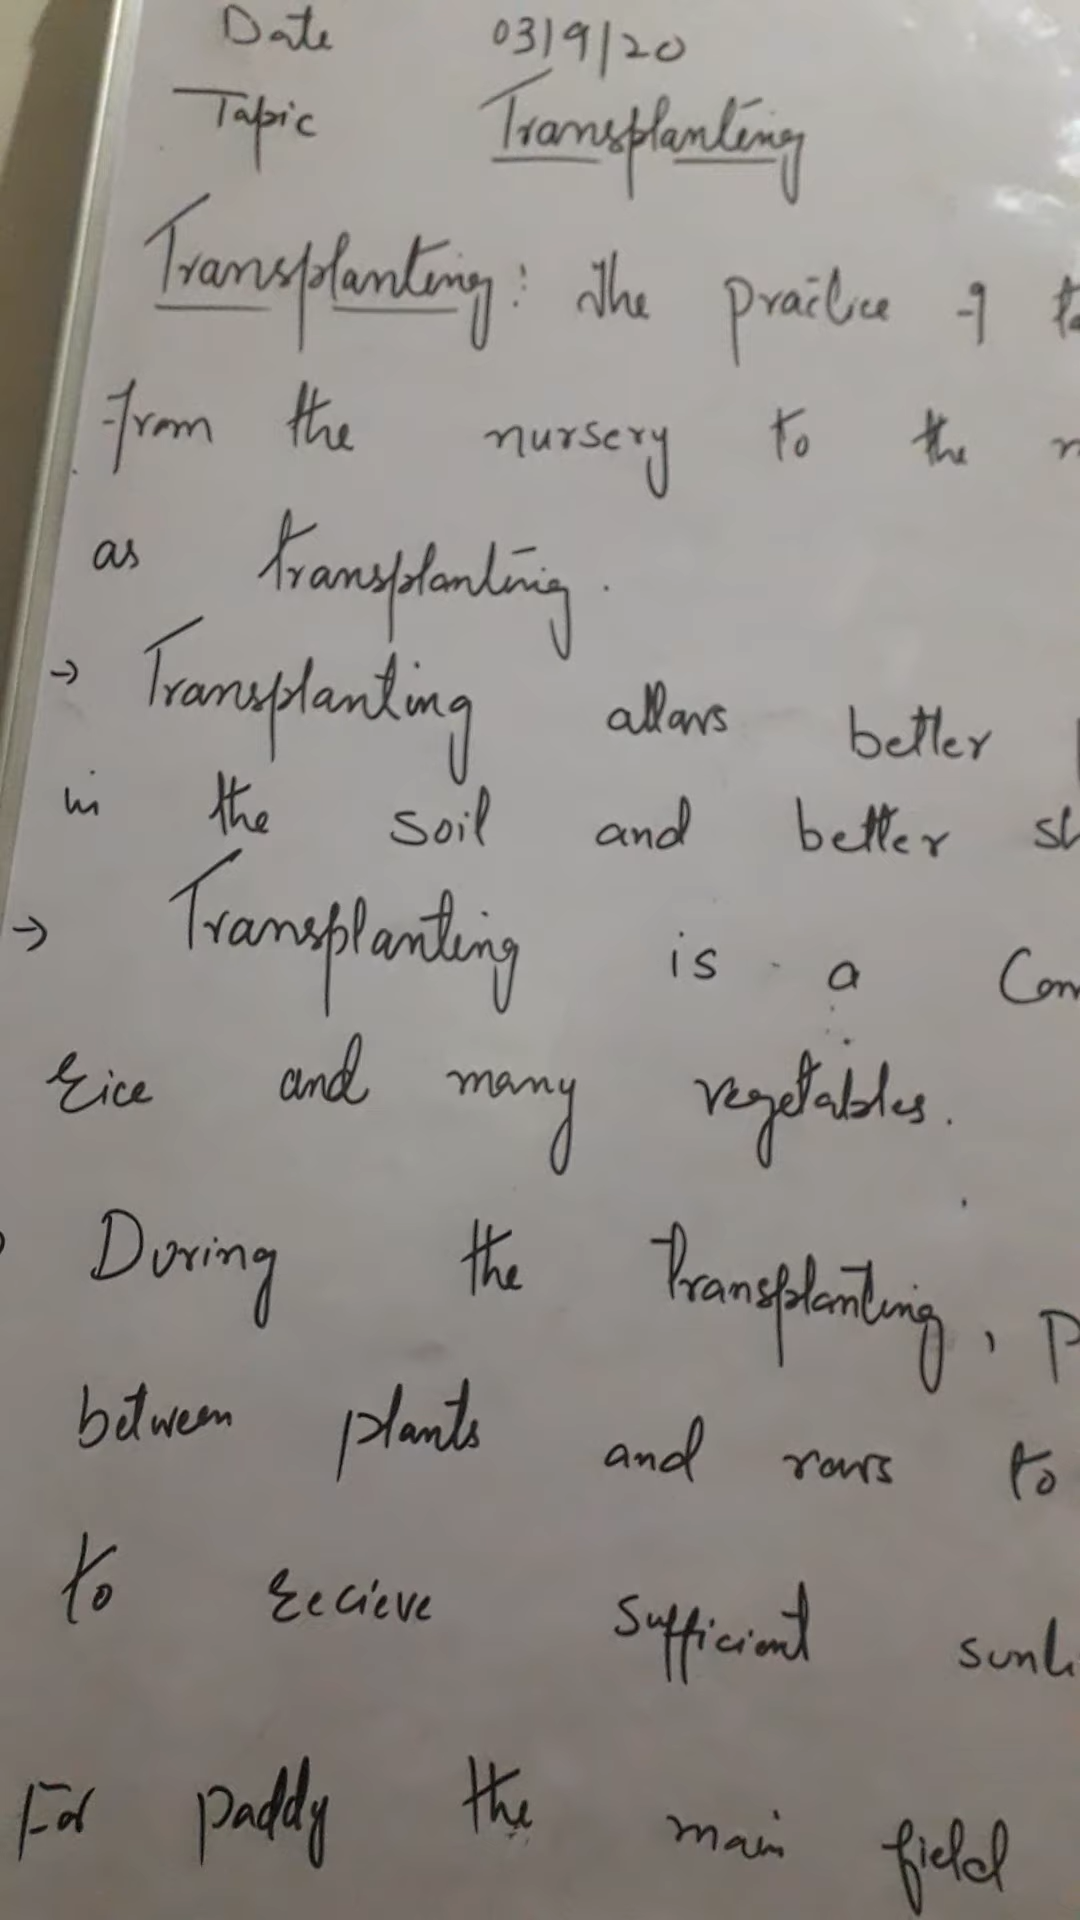 Date 03/9/20
Topic Transplanting
Transplanting: The practice of
from the nursery to the
as transplanting.
→ Transplanting allows better
in the soil and better
→ Transplanting is a
rice and many vegetables.
During the Transplanting,
between plants and rows to
to recieve sufficient
For paddy the main field